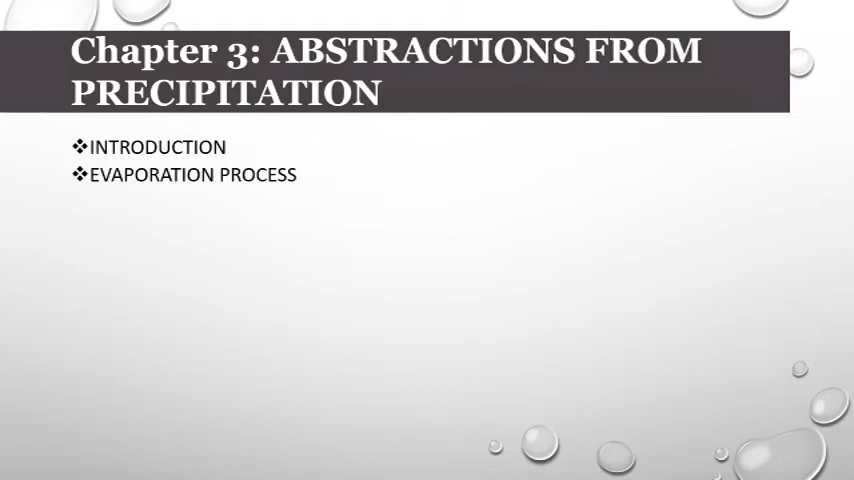 Chapter 3: ABSTRACTIONS FROM
PRECIPITATION
❖INTRODUCTION
❖EVAPORATION PROCESS